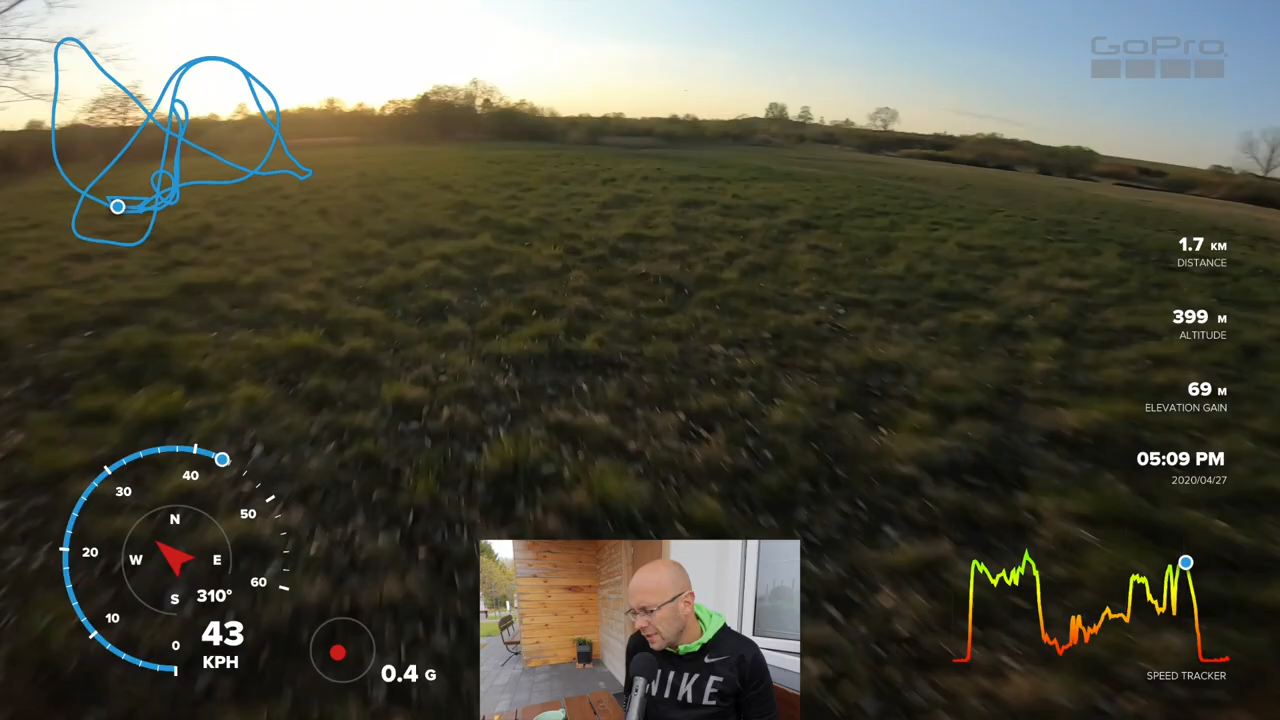 GoPro
1.7 KM
DISTANCE
399 M
ALTITUDE
69 M
ELEVATION GAIN
05:09 PM
2020/04/27
40
30
50
N
20
W
E
60
S
310°
10
43
0
KPH
0.4 G
NIKE
SPEED TRACKER